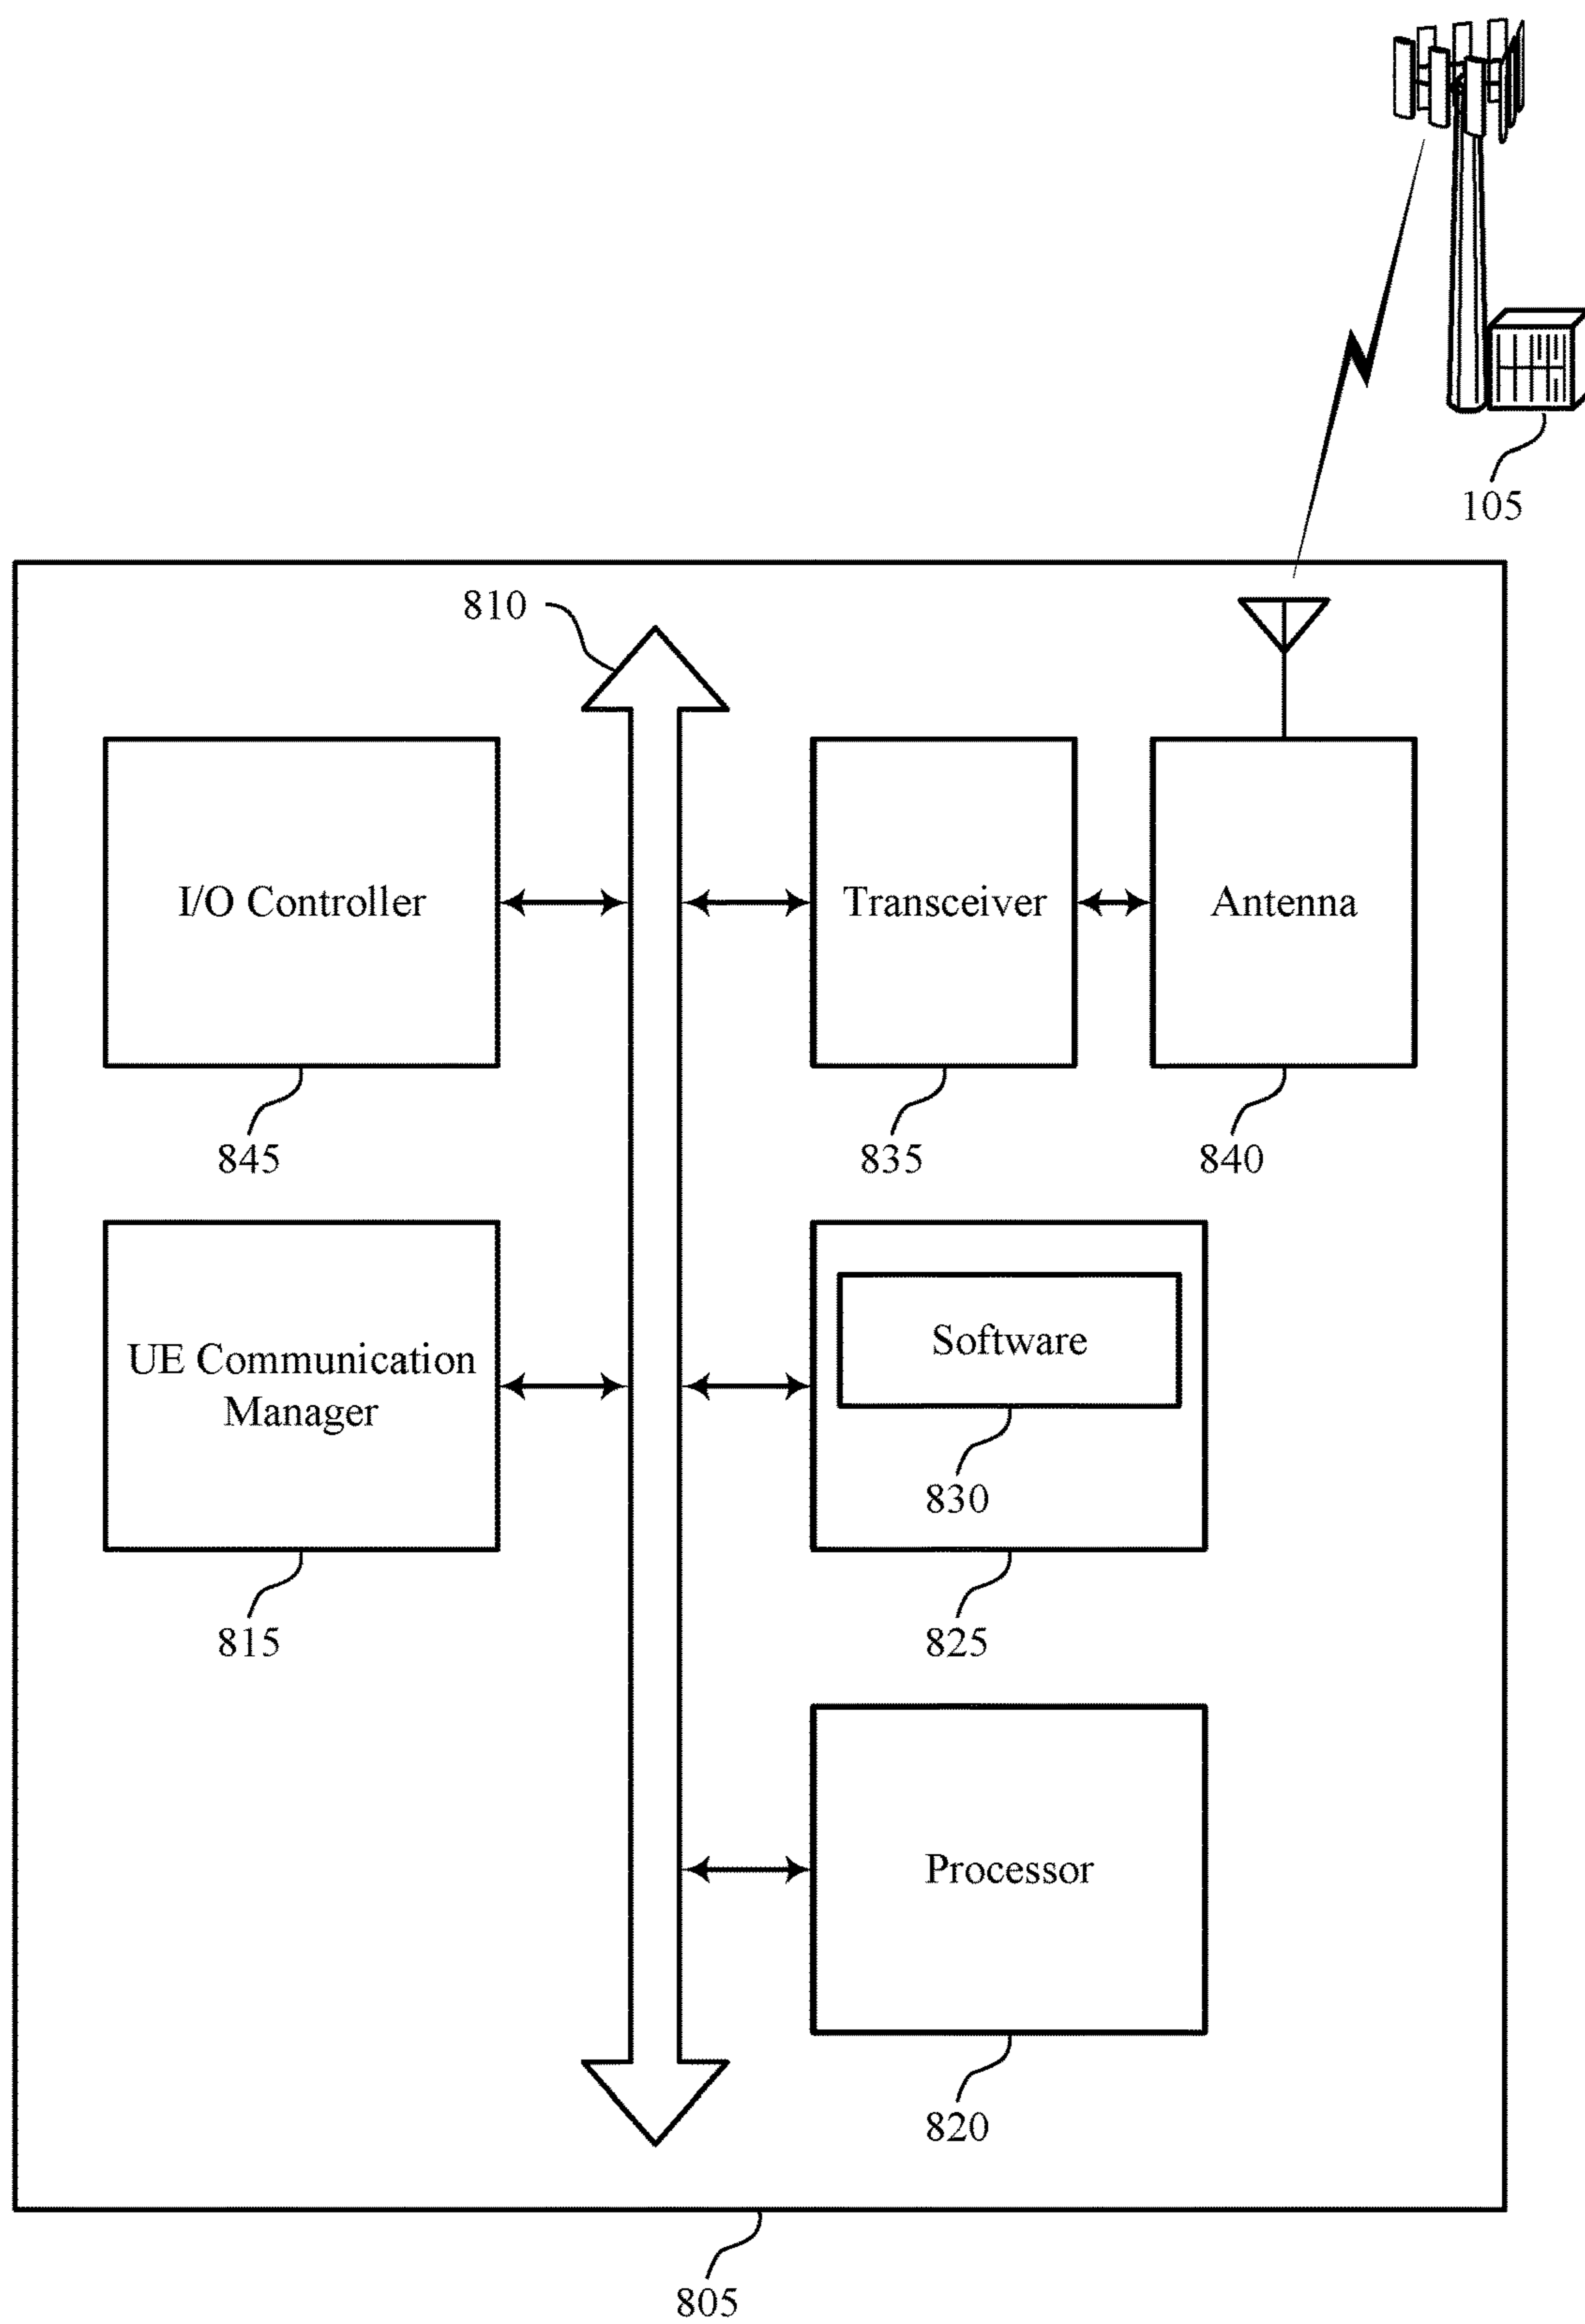 105
810
I/O Controller
Transceiver
Antenna
845
835
840
UE Communication
Manager
Software
830
815
825
Processor
820
805